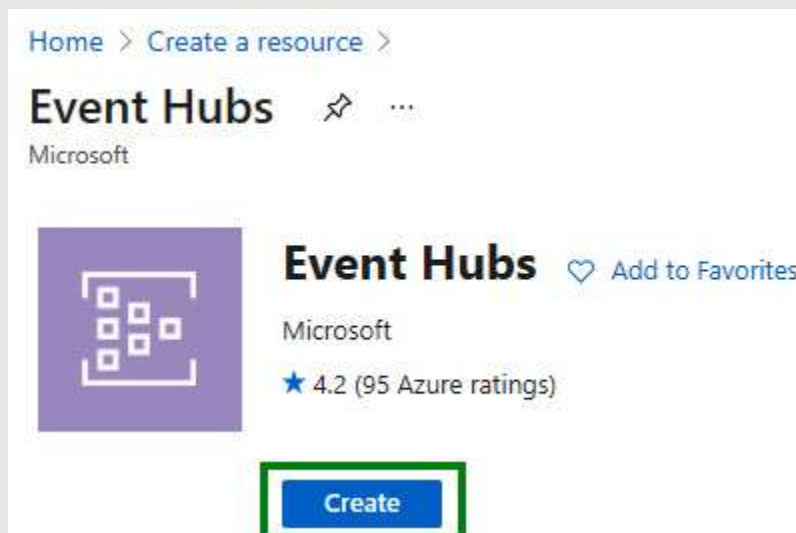 Home > Create a resource >
Event Hubs ...
Microsoft
Event Hubs Add to Favorites
Microsoft
4.2 (95 Azure ratings)
Create